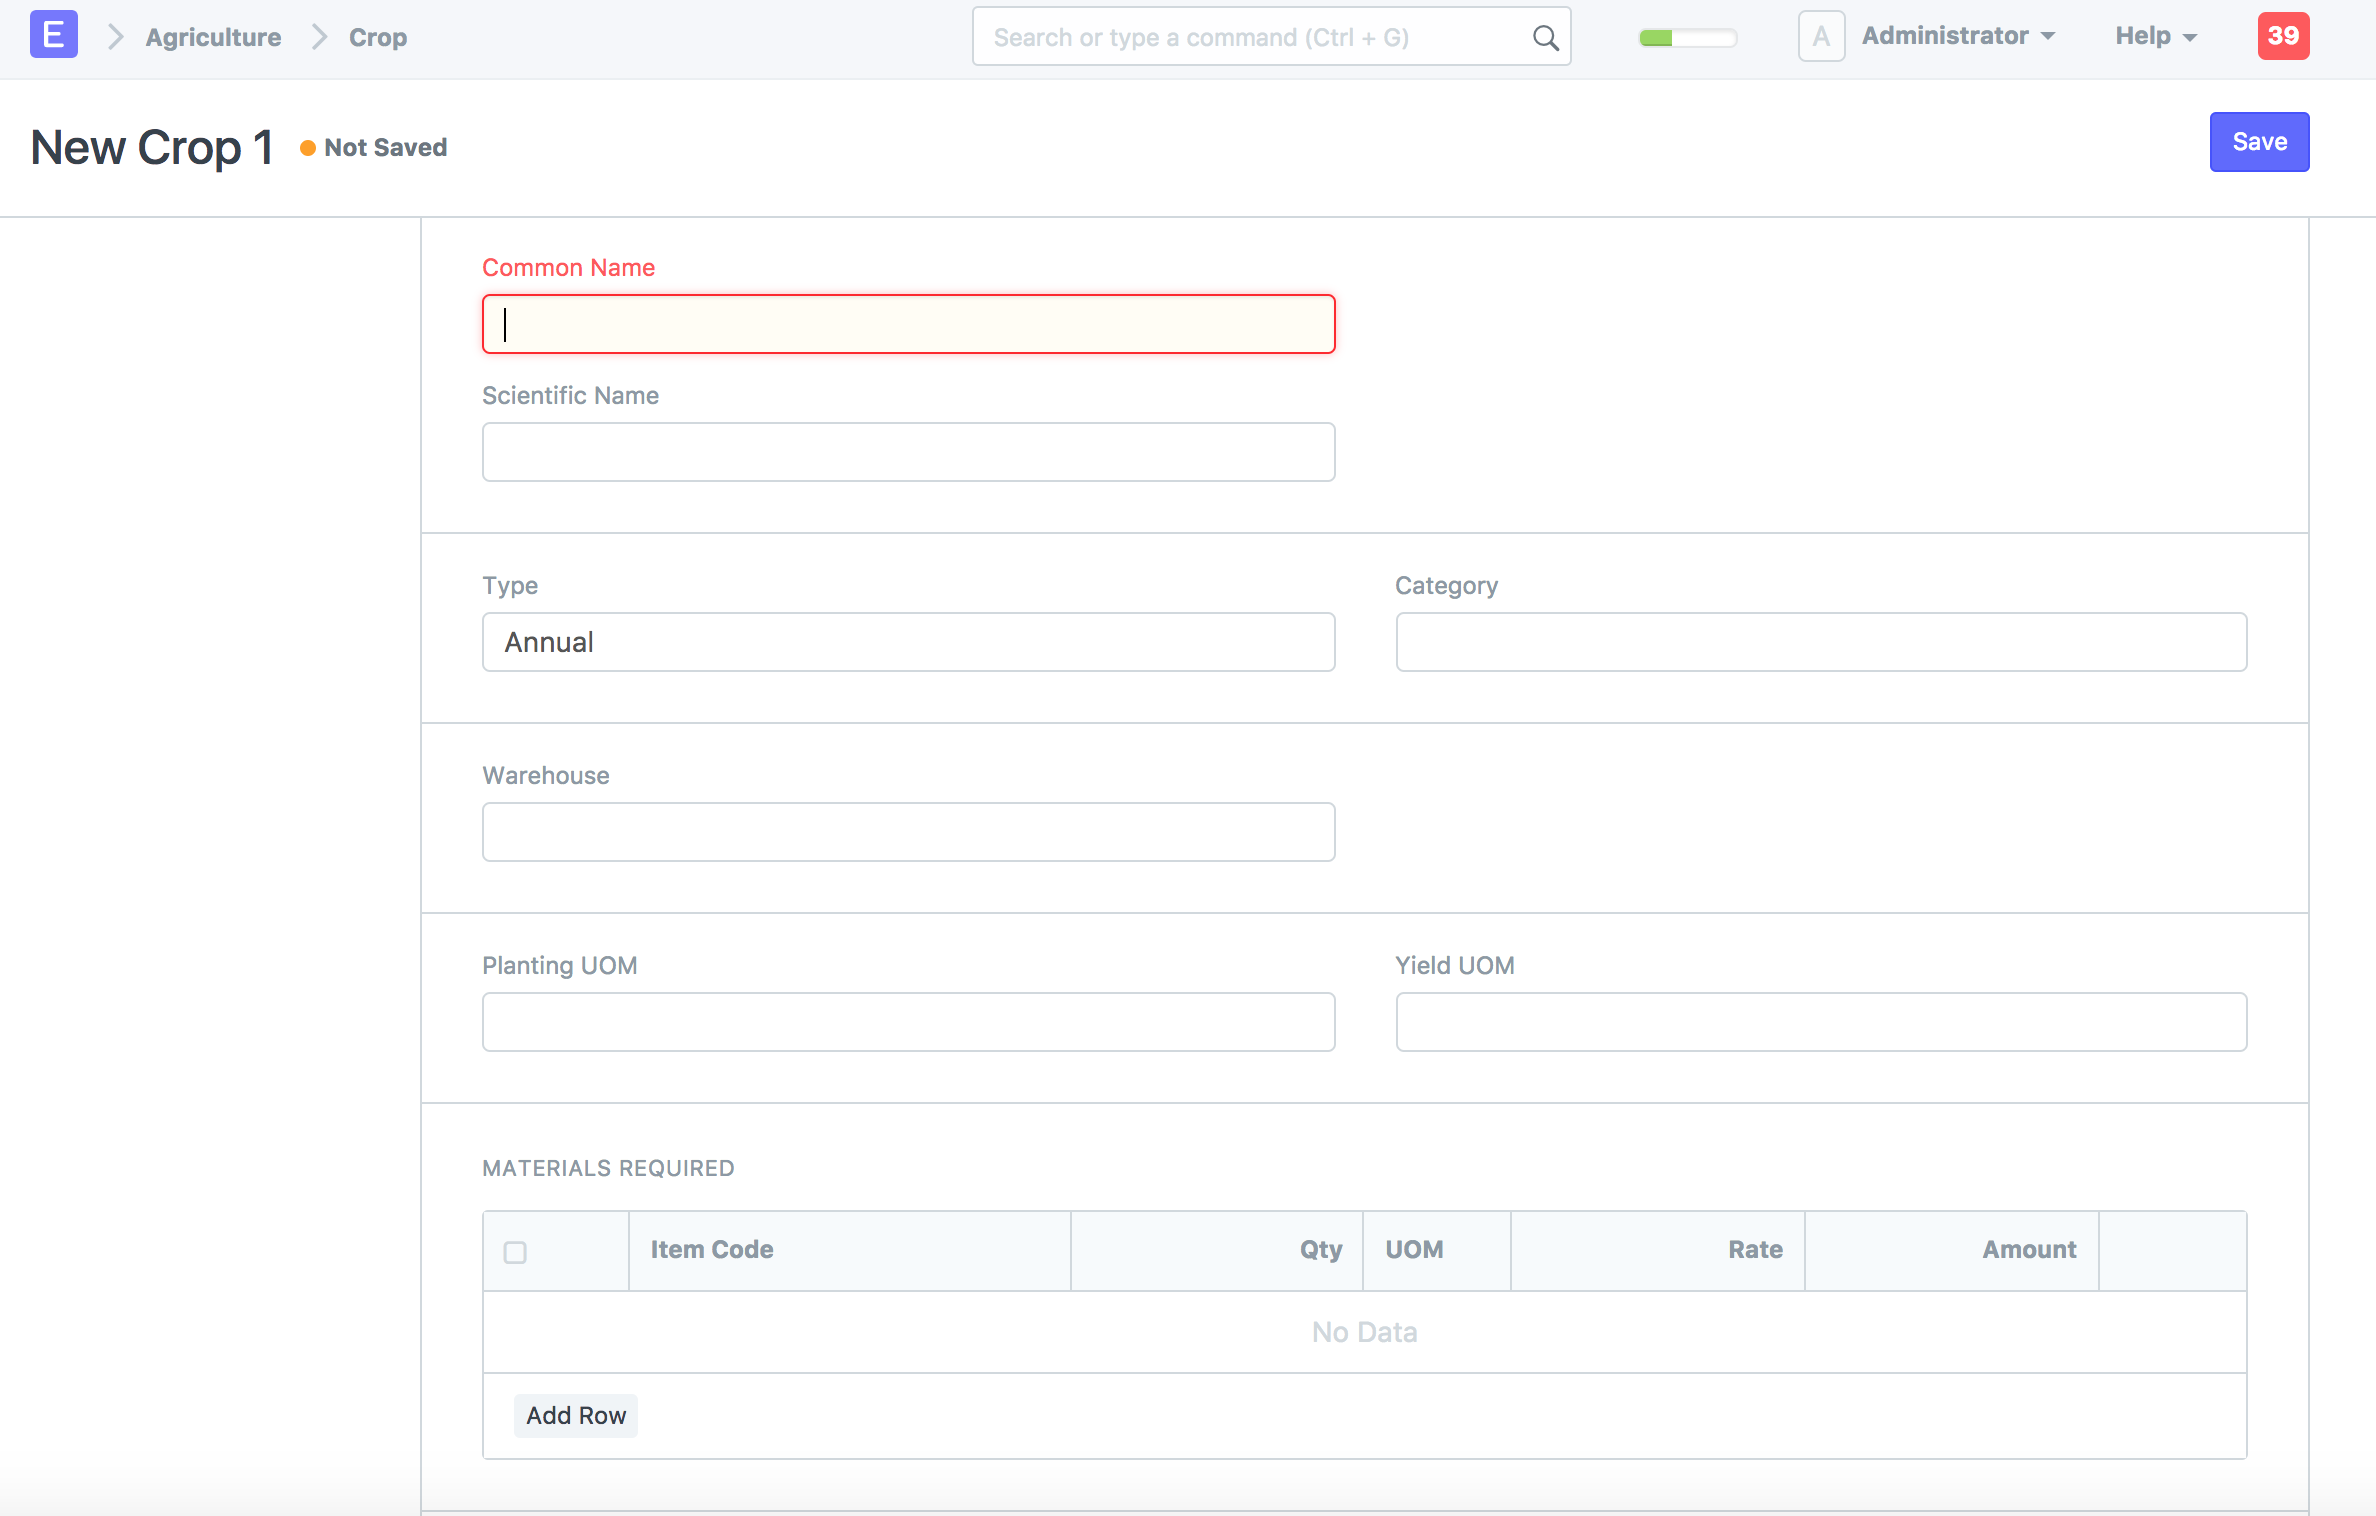 E Agriculture Crop Search or type a command (Ctrl + G) A Administrator Help 39
New Crop 1 Not Saved Save
Common Name
Scientific Name
Type Category
Annual
Warehouse
Planting UOM Yield UOM
MATERIALS REQUIRED
Item Code Qty UOM Rate Amount
No Data
Add Row